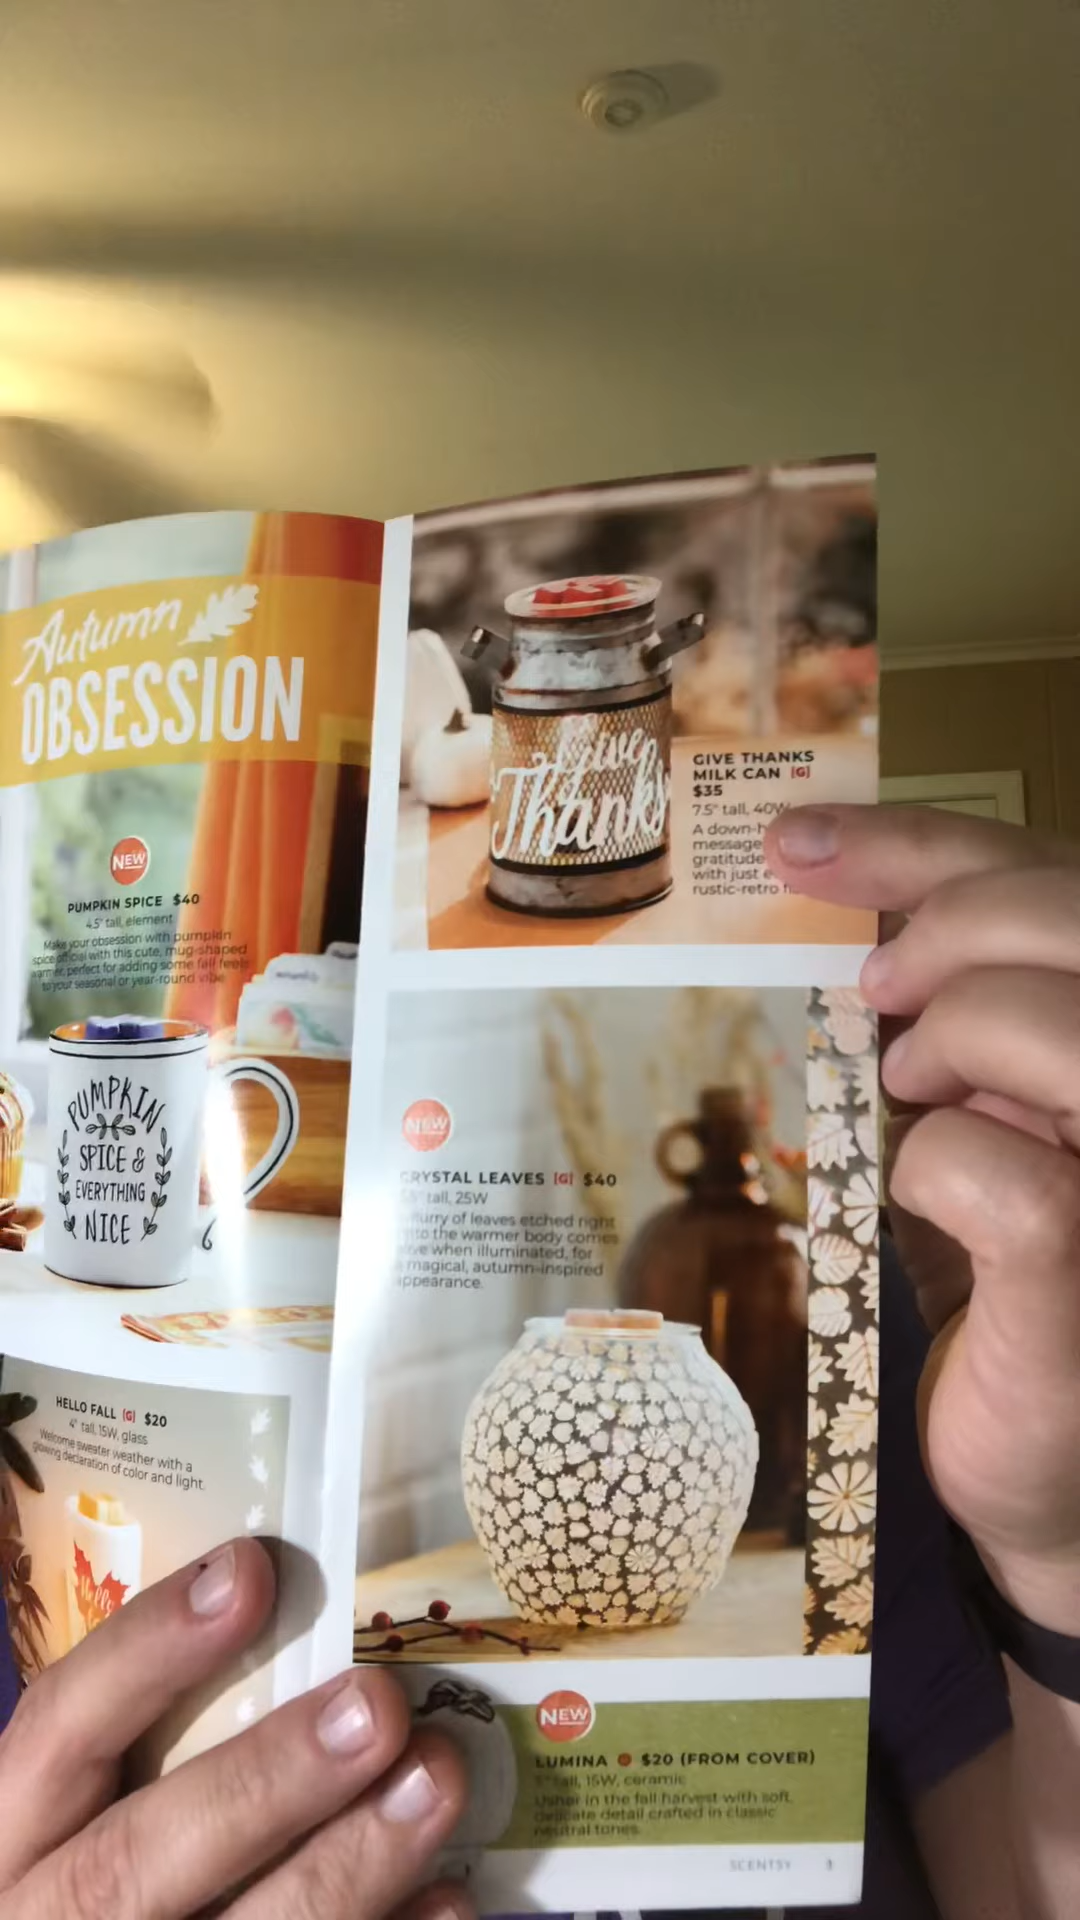 Autumn
OBSESSION
NEW
PUMPKIN SPICE $40
4.5" tall, element
Make your obsession with pumpkin
spice official with this cute, mug-shaped
warmer, perfect for adding some fall feels
to your seasonal or year-round vibe.
PUMPKIN
SPICE &
EVERYTHING
NICE
HELLO FALL [G] $20
4" tall, 15W, glass
Welcome sweater weather with a
glowing declaration of color and light.
Hello
Give
Thanks
GIVE THANKS
MILK CAN [G]
$35
7.5" tall, 40W
A down-h
message
gratitude
with just
rustic-retro
NEW
CRYSTAL LEAVES [G] $40
tall, 25W
flurry of leaves etched right
into the warmer body comes
alive when illuminated, for
a magical, autumn-inspired
appearance.
NEW
LUMINA $20 (FROM COVER)
tall, 15W, ceramic
Usher in the fall harvest with soft,
delicate detail crafted in classic
neutral tones.
SCENTSY 3